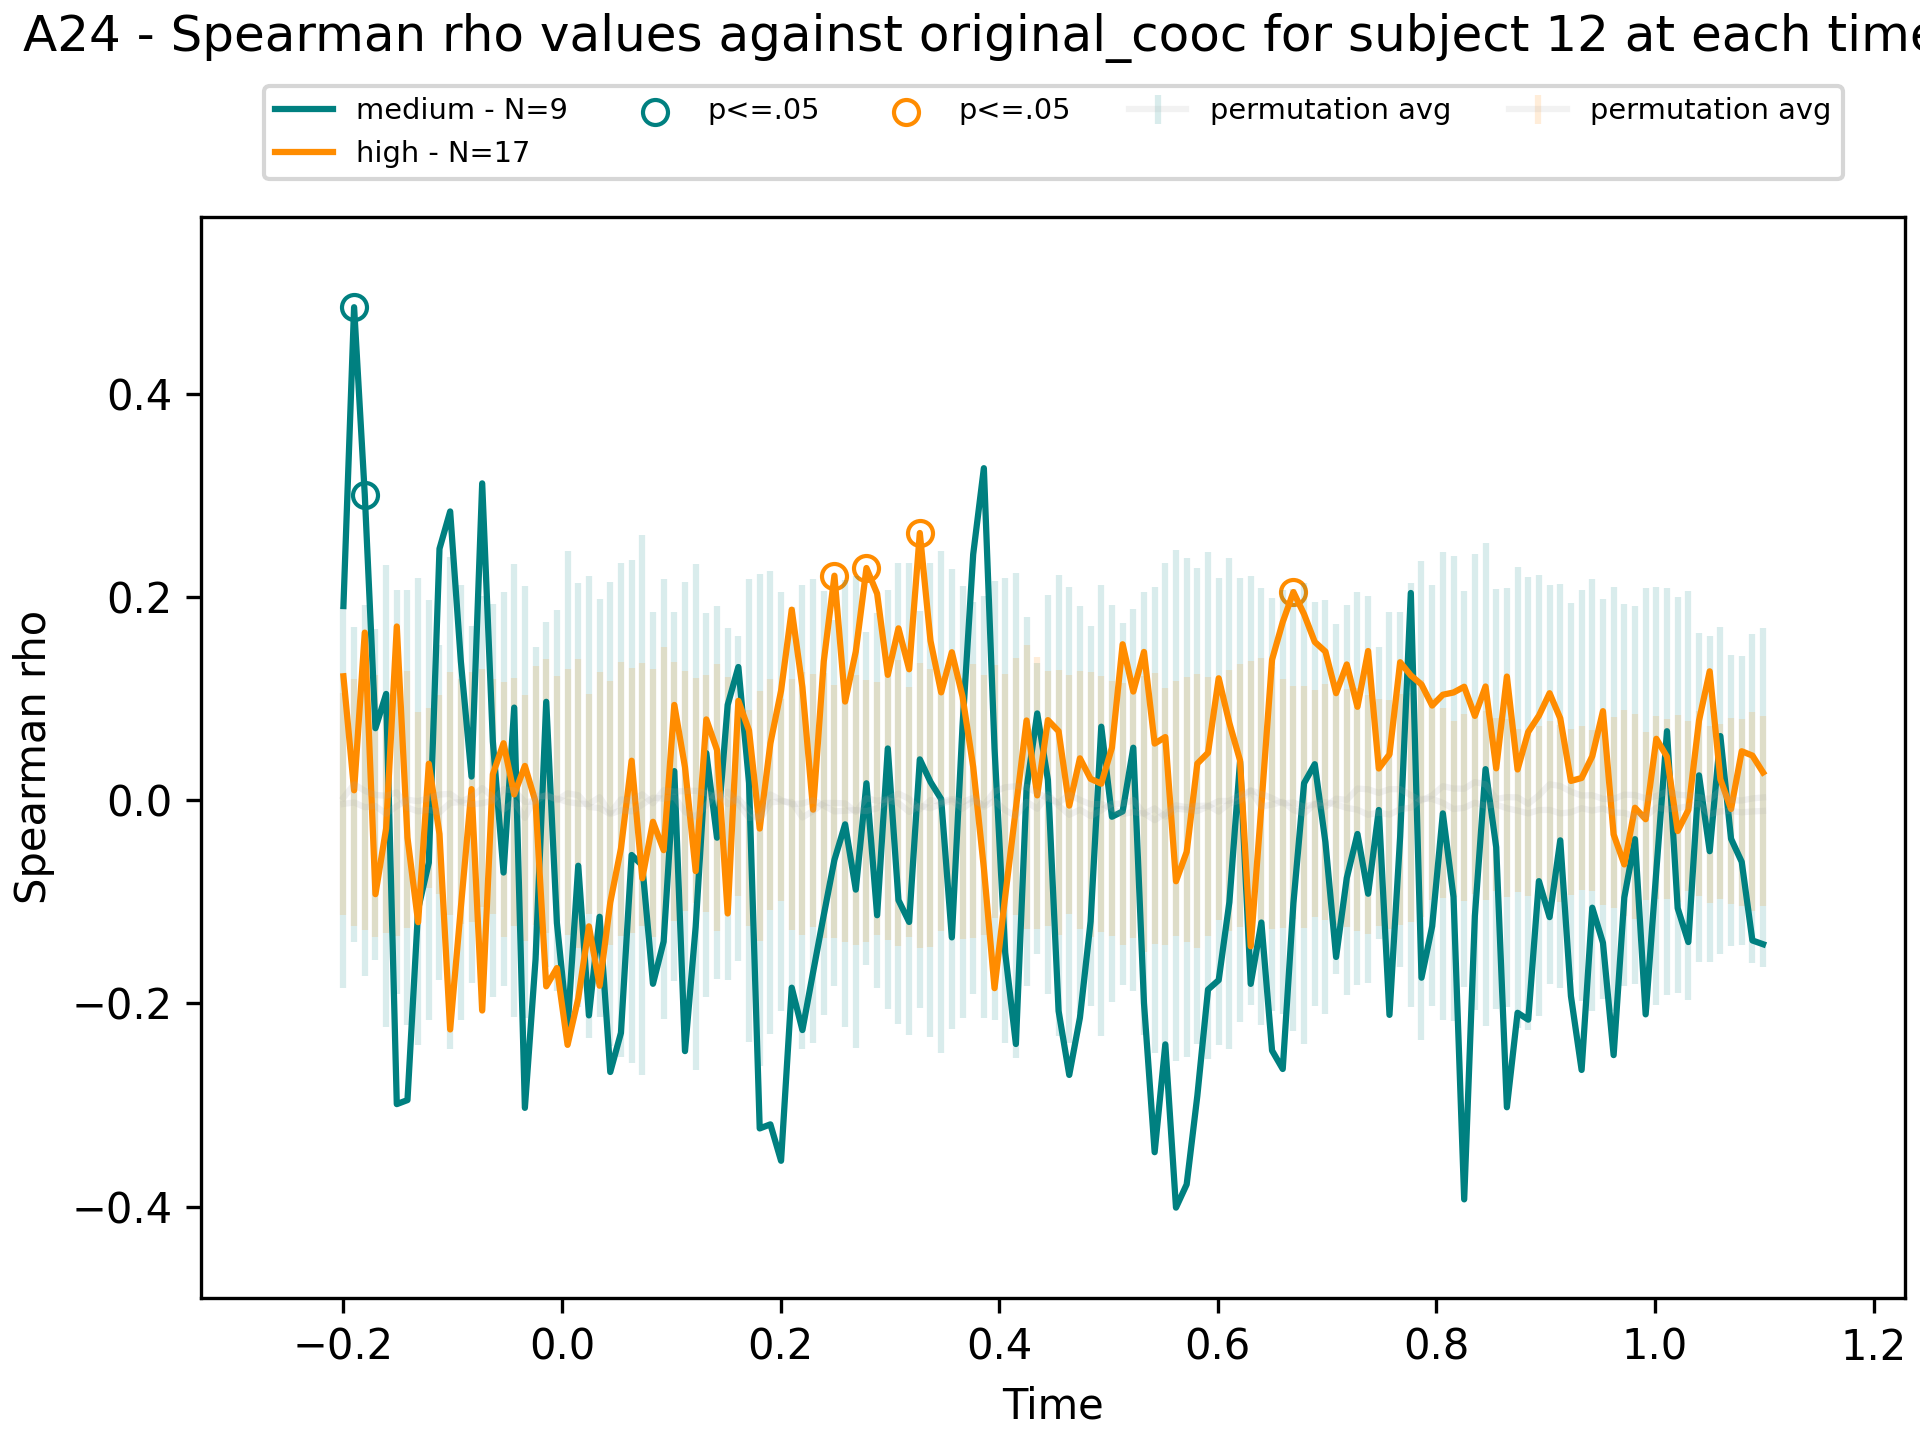 A24 - Spearman rho values against original_cooc for subject 12 at each time
medium - N=9
high - N=17
p<=.05
p<=.05
permutation avg
permutation avg
Spearman rho
0.4
0.2
0.0
−0.2
−0.4
−0.2 0.0 0.2 0.4 0.6 0.8 1.0 1.2
Time